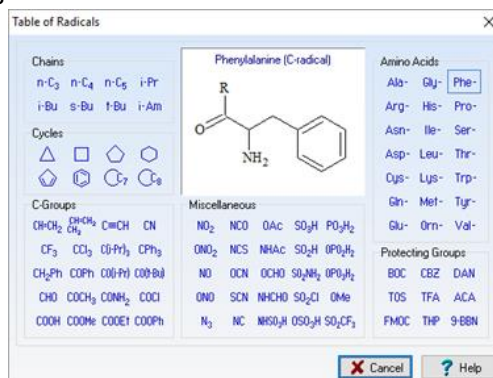 Table of Radicals
Chains
n-C₃ n-C₄ n-C₅ i-Pr
i-Bu s-Bu t-Bu i-Am
Cycles
C₇ C₈
C-Groups
CH=CH₂ CH=CH₂ CH₂ C≡CH CN
CF₃ CCl₃ C(i-Pr)₃ CPh₃
CH₂Ph COPh CO(i-Pr) CO(t-Bu)
CHO COCH₃ CONH₂ COCl
COOH COOMe COOEt COOPh
Phenylalanine (C-radical)
R
O
NH₂
Miscellaneous
NO₂ NCO OAc SO₃H PO₃H₂
ONO₂ NCS NHAc SO₂H OPO₃H₂
NO OCN OCHO SO₂NH₂ OPO₂H₂
ONO SCN NHCHO SO₂Cl OMe
N₃ NC NHSO₃H OSO₃H SO₂CF₃
Amino Acids
Ala- Gly- Phe-
Arg- His- Pro-
Asn- Ile- Ser-
Asp- Leu- Thr-
Cys- Lys- Trp-
Gln- Met- Tyr-
Glu- Orn- Val-
Protecting Groups
BOC CBZ DAN
TOS TFA ACA
FMOC THP 9-BBN
Cancel ? Help